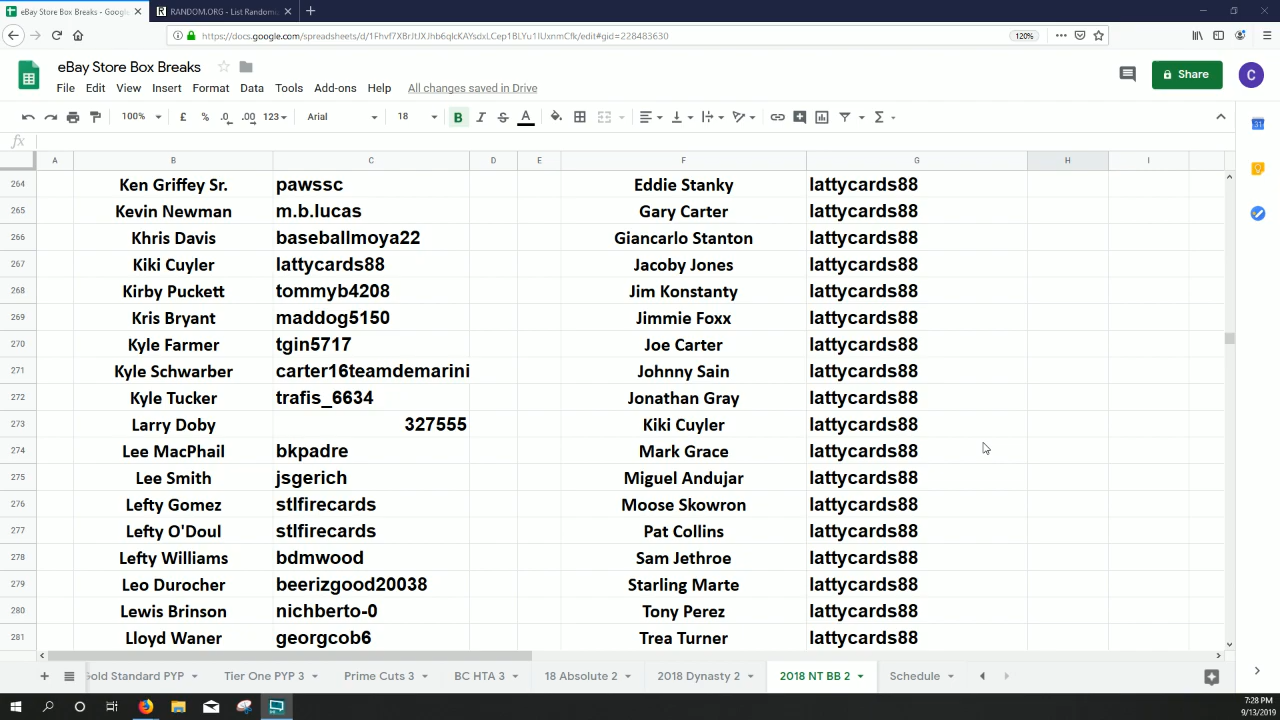 eBay Store Box Breaks - Google
RANDOM.ORG - List Randomi
https://docs.google.com/spreadsheets/d/1Fhvf7XBrJtJXJhb6qlcKAYsdxLCep1BLYu1IUxnmCfk/edit#gid=228483630
120%
eBay Store Box Breaks
File Edit View Insert Format Data Tools Add-ons Help All changes saved in Drive
Share
C
100% £ % .0 .00 123 Arial 18 B I S A
fx
A B C D E F G H I
264 Ken Griffey Sr. pawssc Eddie Stanky lattycards88
265 Kevin Newman m.b.lucas Gary Carter lattycards88
266 Khris Davis baseballmoya22 Giancarlo Stanton lattycards88
267 Kiki Cuyler lattycards88 Jacoby Jones lattycards88
268 Kirby Puckett tommyb4208 Jim Konstanty lattycards88
269 Kris Bryant maddog5150 Jimmie Foxx lattycards88
270 Kyle Farmer tgin5717 Joe Carter lattycards88
271 Kyle Schwarber carter16teamdemarini Johnny Sain lattycards88
272 Kyle Tucker trafis_6634 Jonathan Gray lattycards88
273 Larry Doby 327555 Kiki Cuyler lattycards88
274 Lee MacPhail bkpadre Mark Grace lattycards88
275 Lee Smith jsgerich Miguel Andujar lattycards88
276 Lefty Gomez stlfirecards Moose Skowron lattycards88
277 Lefty O'Doul stlfirecards Pat Collins lattycards88
278 Lefty Williams bdmwood Sam Jethroe lattycards88
279 Leo Durocher beerizgood20038 Starling Marte lattycards88
280 Lewis Brinson nichberto-0 Tony Perez lattycards88
281 Lloyd Waner georgcob6 Trea Turner lattycards88
Gold Standard PYP Tier One PYP 3 Prime Cuts 3 BC HTA 3 18 Absolute 2 2018 Dynasty 2 2018 NT BB 2 Schedule
7:28 PM
9/13/2019